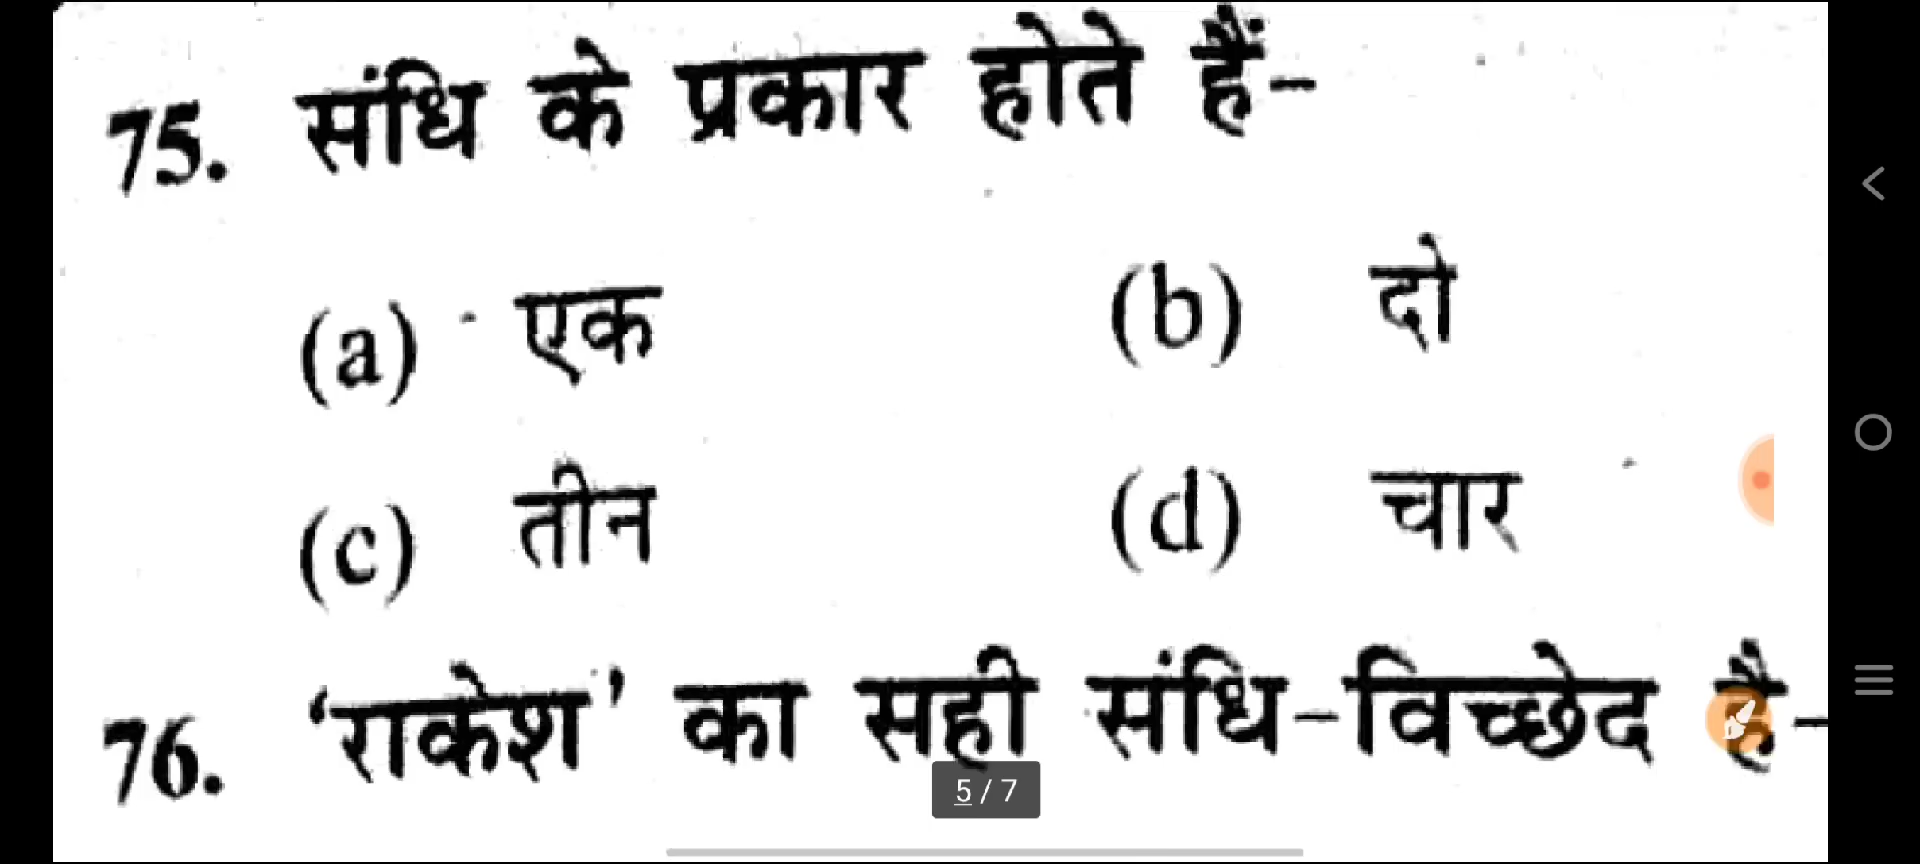 75. संधि के प्रकार होते हैं-
(a) एक (b) दो
(c) तीन (d) चार
76. 'राकेश' का सही संधि-विच्छेद है-
5 / 7